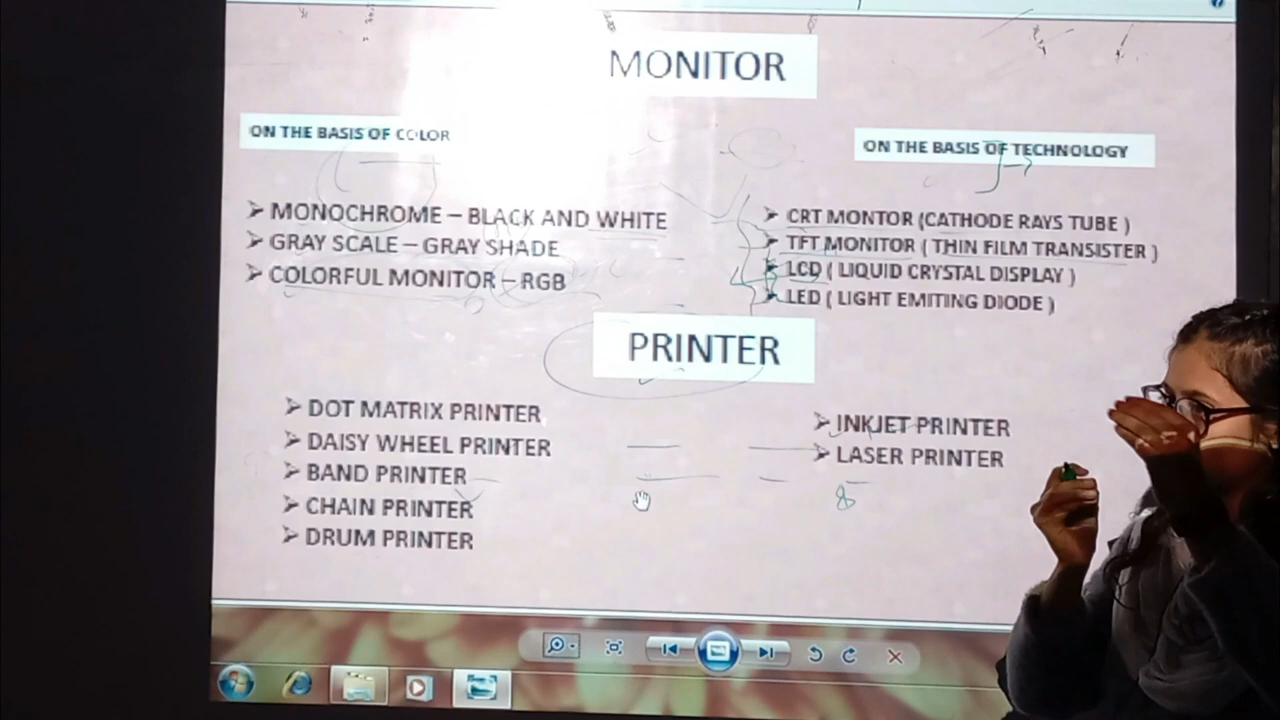 MONITOR
ON THE BASIS OF COLOR
MONOCHROME – BLACK AND WHITE
GRAY SCALE – GRAY SHADE
COLORFUL MONITOR – RGB
ON THE BASIS OF TECHNOLOGY
CRT MONTOR (CATHODE RAYS TUBE )
TFT MONITOR ( THIN FILM TRANSISTER )
LCD ( LIQUID CRYSTAL DISPLAY )
LED ( LIGHT EMITING DIODE )
PRINTER
DOT MATRIX PRINTER
DAISY WHEEL PRINTER
BAND PRINTER
CHAIN PRINTER
DRUM PRINTER
INKJET PRINTER
LASER PRINTER
8